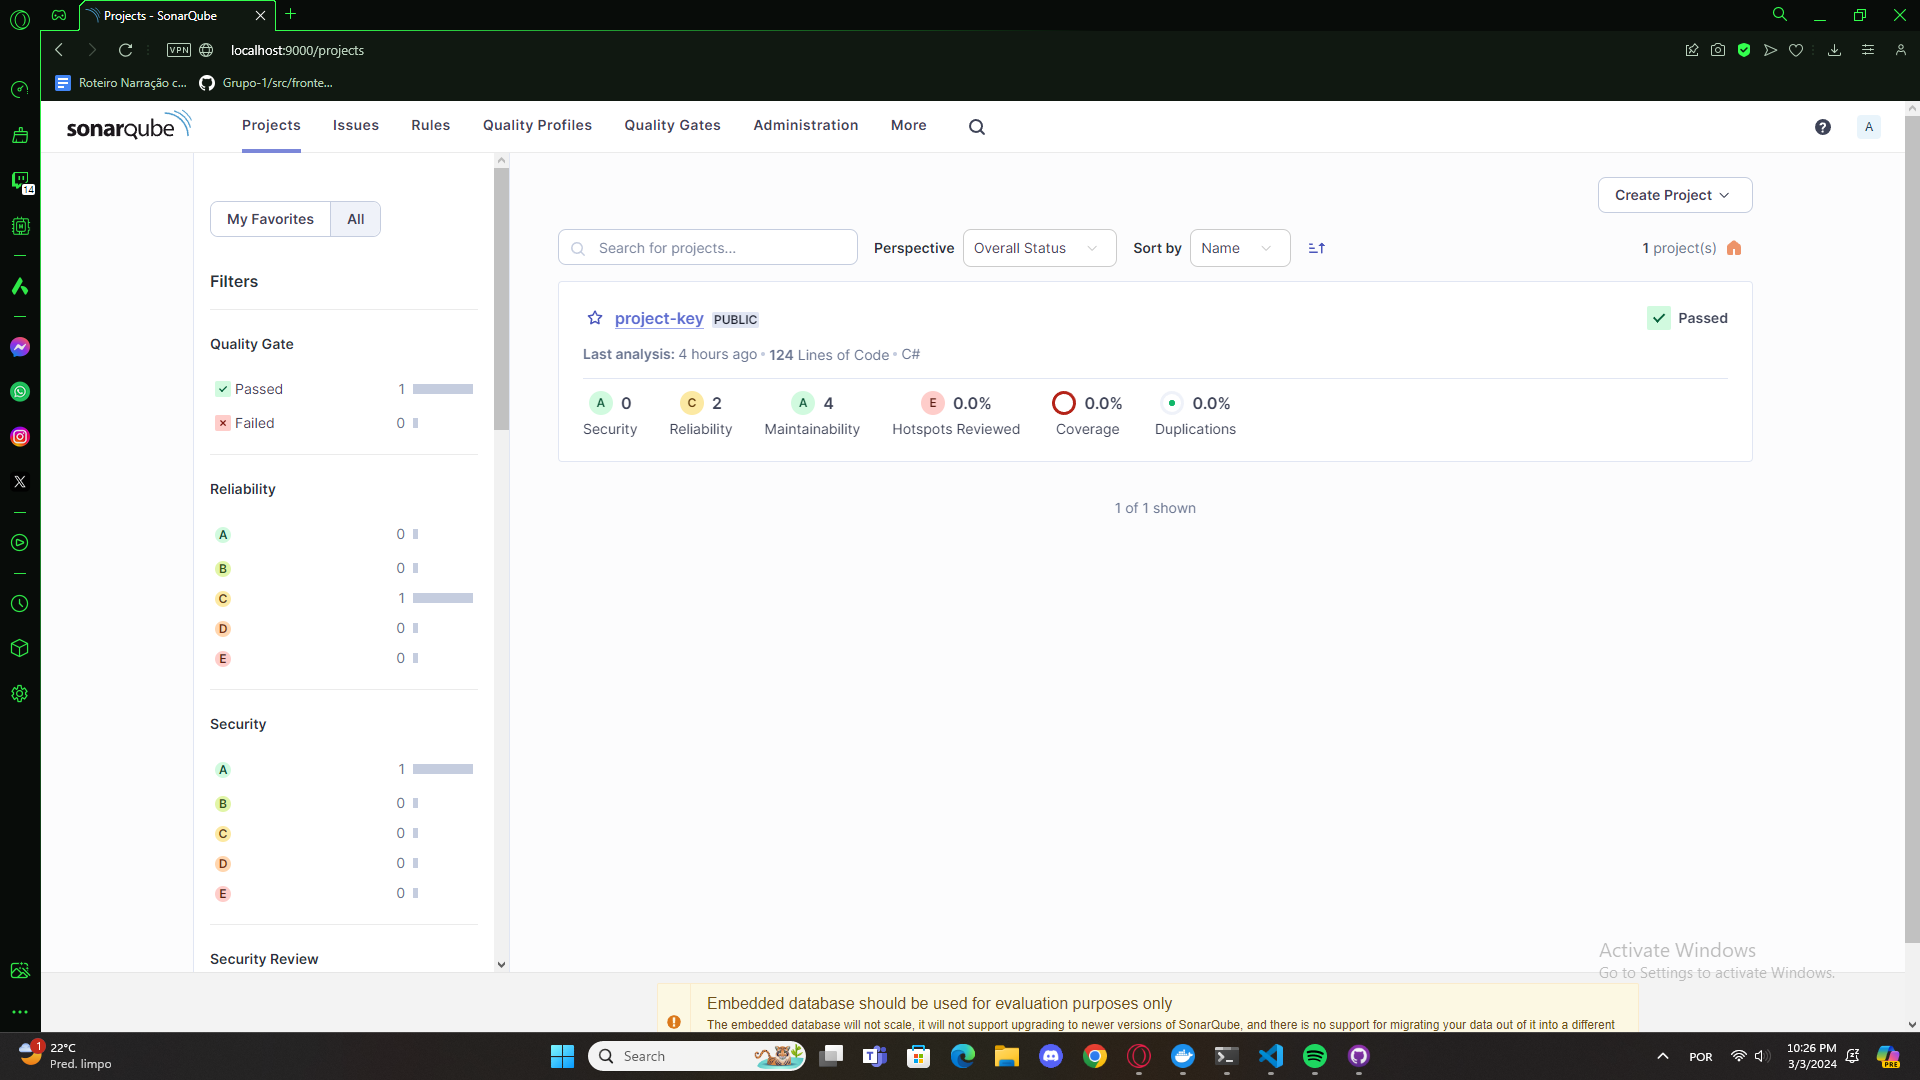 Projects - SonarQube
VPN
localhost:9000/projects
Roteiro Narração c...
Grupo-1/src/fronte...
14
sonarqube
Projects
Issues
Rules
Quality Profiles
Quality Gates
Administration
More
?
A
My Favorites
All
Create Project
Search for projects...
Perspective
Overall Status
Sort by
Name
1 project(s)
Filters
Quality Gate
Passed 1
Failed 0
Reliability
A 0
B 0
C 1
D 0
E 0
Security
A 1
B 0
C 0
D 0
E 0
Security Review
project-key PUBLIC
Passed
Last analysis: 4 hours ago • 124 Lines of Code • C#
A 0
Security
C 2
Reliability
A 4
Maintainability
E 0.0%
Hotspots Reviewed
0.0%
Coverage
0.0%
Duplications
1 of 1 shown
Activate Windows
Go to Settings to activate Windows.
Embedded database should be used for evaluation purposes only
The embedded database will not scale, it will not support upgrading to newer versions of SonarQube, and there is no support for migrating your data out of it into a different
1
22°C
Pred. limpo
Search
POR
10:26 PM
3/3/2024
PRE